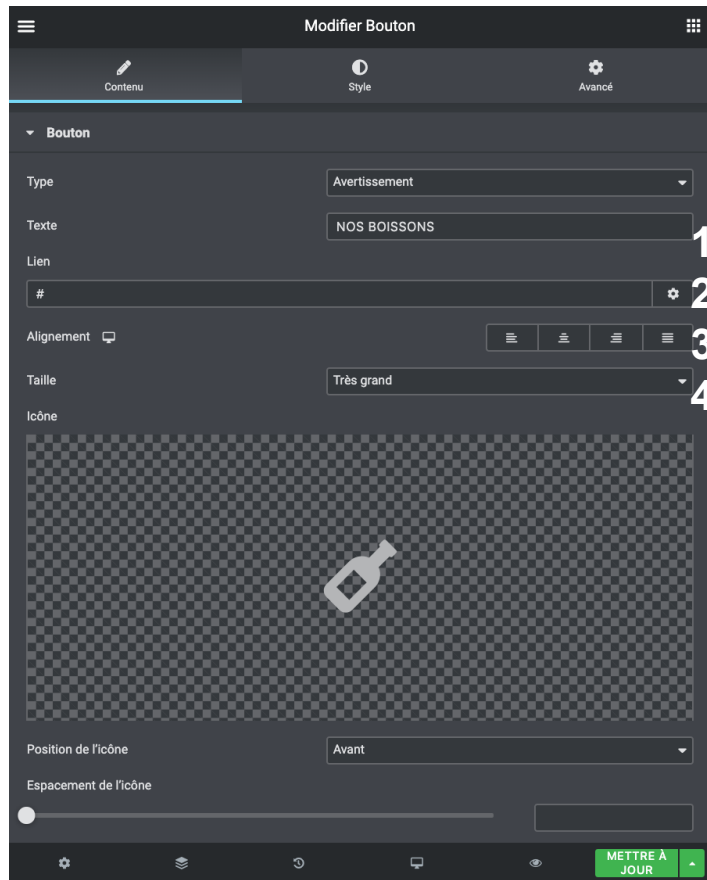 Modifier Bouton
Contenu Style Avancé
Bouton
Type Avertissement
Texte NOS BOISSONS
1
Lien
# 2
Alignement 3
Taille Très grand 4
Icône
Position de l'icône Avant
Espacement de l'icône
METTRE À
JOUR